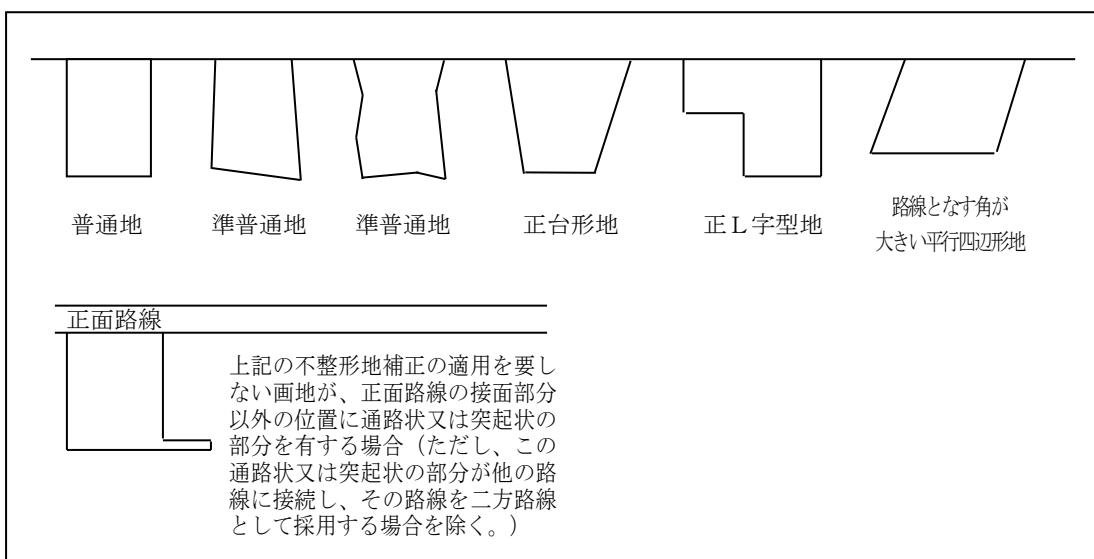 普通地
準普通地
準普通地
正台形地
正Ｌ字型地
路線となす角が
大きい平行四辺形地
正面路線
上記の不整形地補正の適用を要し
ない画地が、正面路線の接面部分
以外の位置に通路状又は突起状の
部分を有する場合（ただし、この
通路状又は突起状の部分が他の路
線に接続し、その路線を二方路線
として採用する場合を除く。）